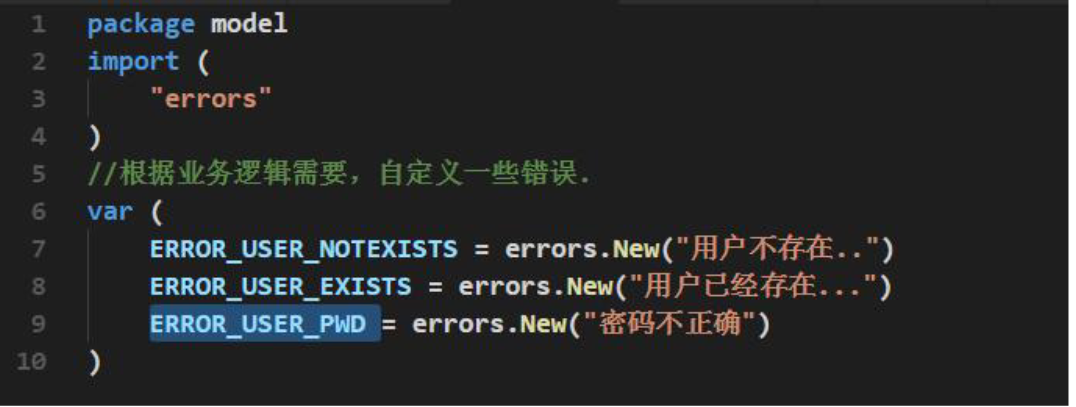 1 package model
2 import (
3 "errors"
4 )
5 //根据业务逻辑需要，自定义一些错误.
6 var (
7 ERROR_USER_NOTEXISTS = errors.New("用户不存在..")
8 ERROR_USER_EXISTS = errors.New("用户已经存在...")
9 ERROR_USER_PWD = errors.New("密码不正确")
10 )